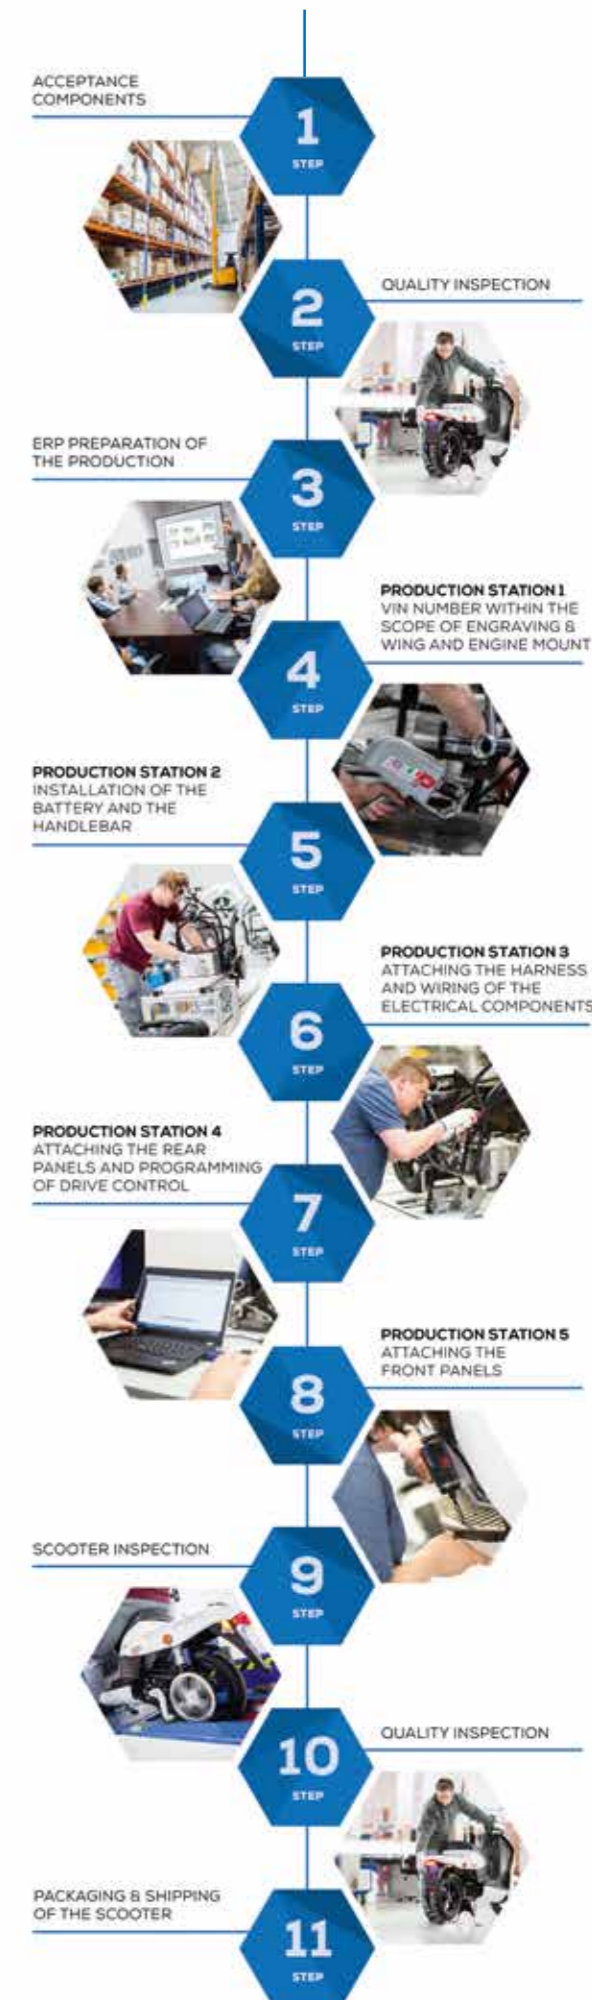 ACCEPTANCE
COMPONENTS
1
STEP
QUALITY INSPECTION
2
STEP
ERP PREPARATION OF
THE PRODUCTION
3
STEP
PRODUCTION STATION 1
VIN NUMBER WITHIN THE
SCOPE OF ENGRAVING &
WING AND ENGINE MOUNT
4
STEP
PRODUCTION STATION 2
INSTALLATION OF THE
BATTERY AND THE
HANDLEBAR
5
STEP
PRODUCTION STATION 3
ATTACHING THE HARNESS
AND WIRING OF THE
ELECTRICAL COMPONENTS
6
STEP
PRODUCTION STATION 4
ATTACHING THE REAR
PANELS AND PROGRAMMING
OF DRIVE CONTROL
7
STEP
PRODUCTION STATION 5
ATTACHING THE
FRONT PANELS
8
STEP
SCOOTER INSPECTION
9
STEP
QUALITY INSPECTION
10
STEP
PACKAGING & SHIPPING
OF THE SCOOTER
11
STEP